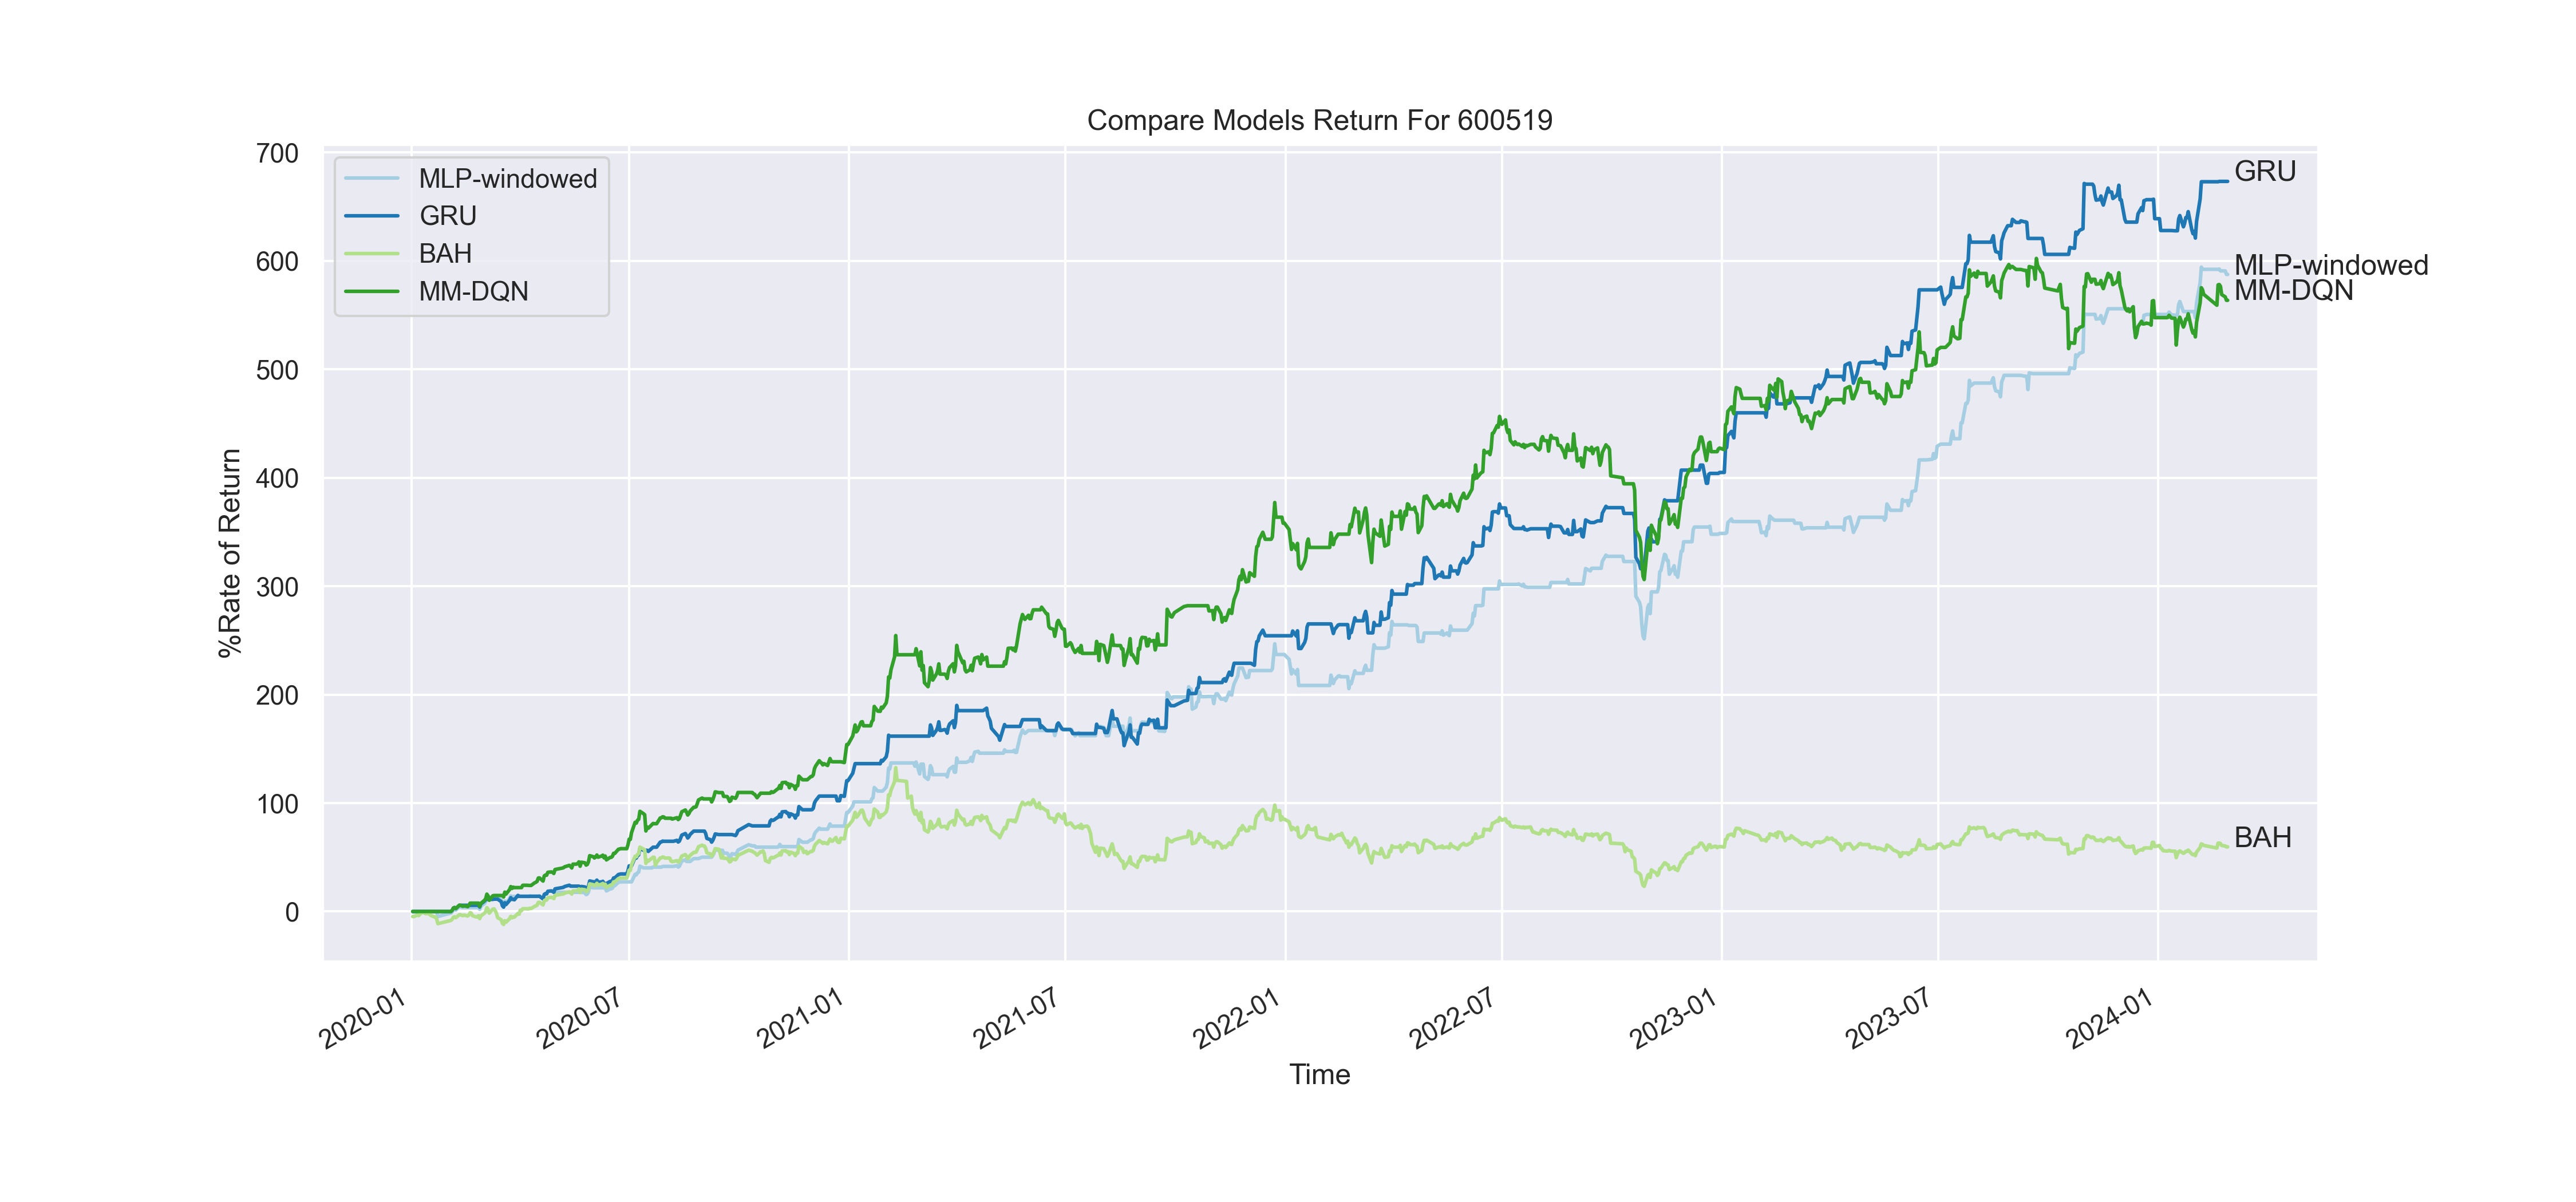 Compare Models Return For 600519
700
600
500
400
300
200
100
0
%Rate of Return
MLP-windowed
GRU
BAH
MM-DQN
GRU
MLP-windowed
MM-DQN
BAH
2020-01
2020-07
2021-01
2021-07
2022-01
2022-07
2023-01
2023-07
2024-01
Time